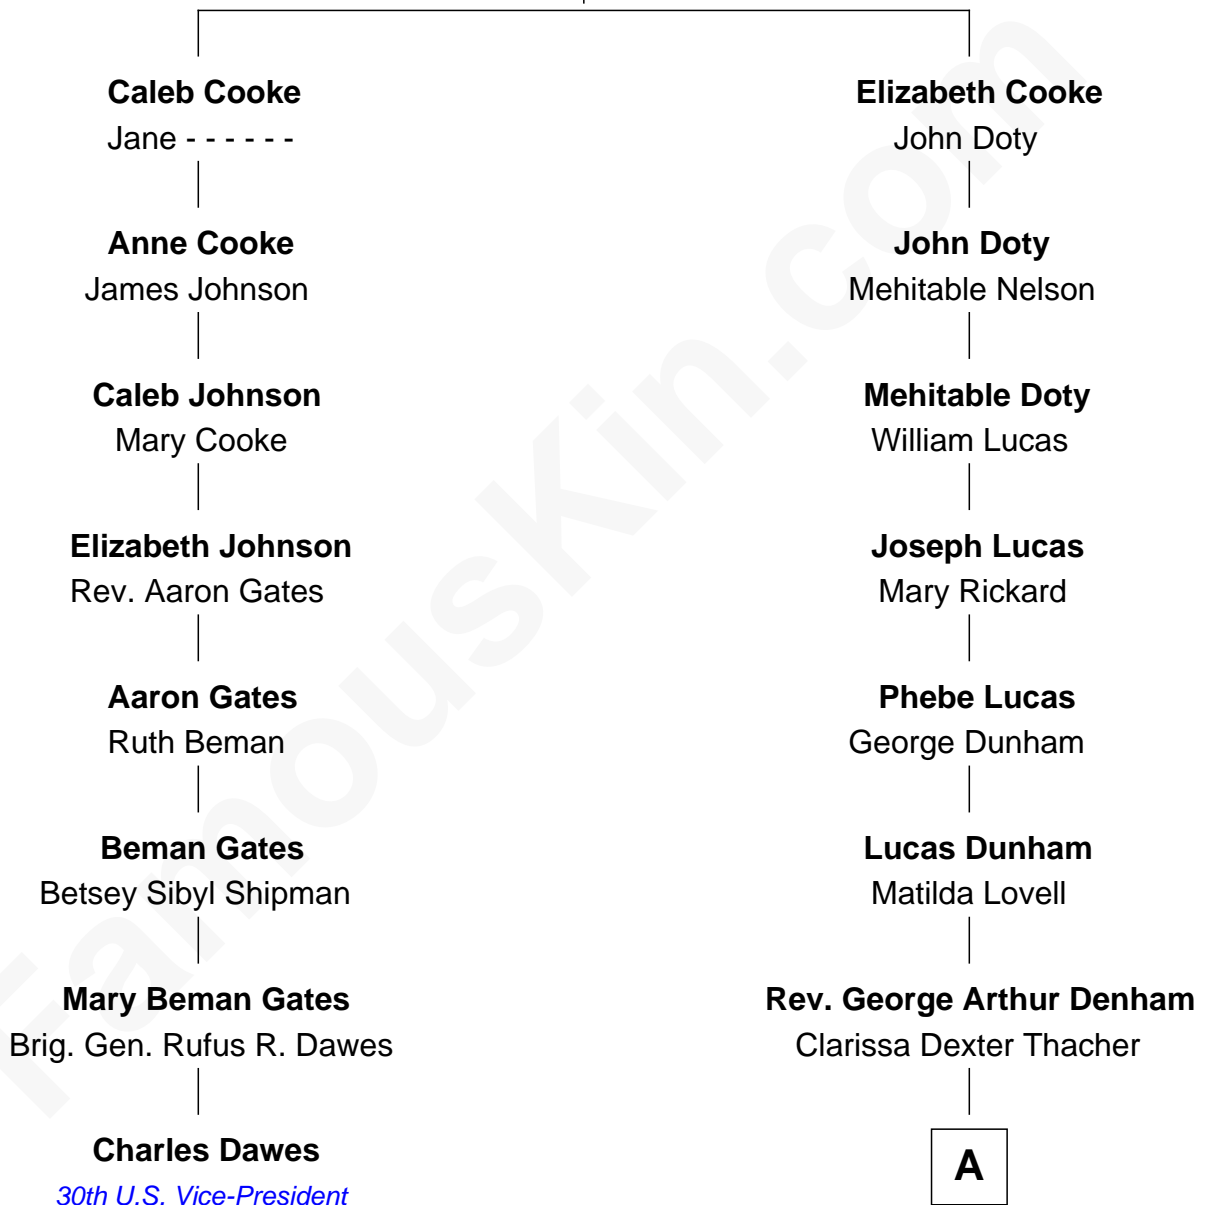 Caleb Cooke
Jane - - - - - -
Anne Cooke
James Johnson
Caleb Johnson
Mary Cooke
Elizabeth Johnson
Rev. Aaron Gates
Aaron Gates
Ruth Beman
Beman Gates
Betsey Sibyl Shipman
Mary Beman Gates
Brig. Gen. Rufus R. Dawes
Charles Dawes
30th U.S. Vice-President
Elizabeth Cooke
John Doty
John Doty
Mehitable Nelson
Mehitable Doty
William Lucas
Joseph Lucas
Mary Rickard
Phebe Lucas
George Dunham
Lucas Dunham
Matilda Lovell
Rev. George Arthur Denham
Clarissa Dexter Thacher
A
FamousKin.com